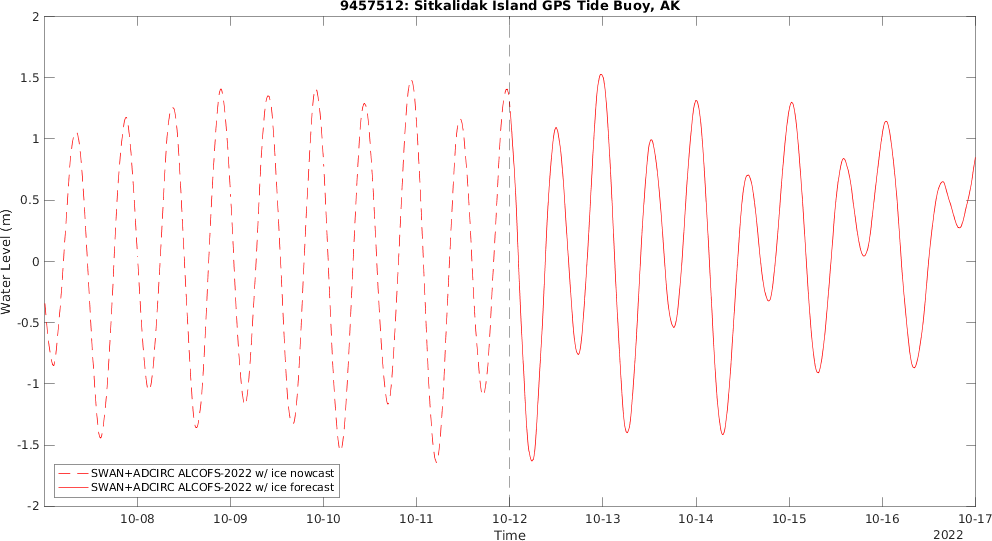 9457512: Sitkalidak Island GPS Tide Buoy, AK
2
1.5
1
0.5
0
-0.5
-1
-1.5
-2
Water Level (m)
SWAN+ADCIRC ALCOFS-2022 w/ ice nowcast
SWAN+ADCIRC ALCOFS-2022 w/ ice forecast
10-08 10-09 10-10 10-11 10-12 10-13 10-14 10-15 10-16 10-17
Time
2022